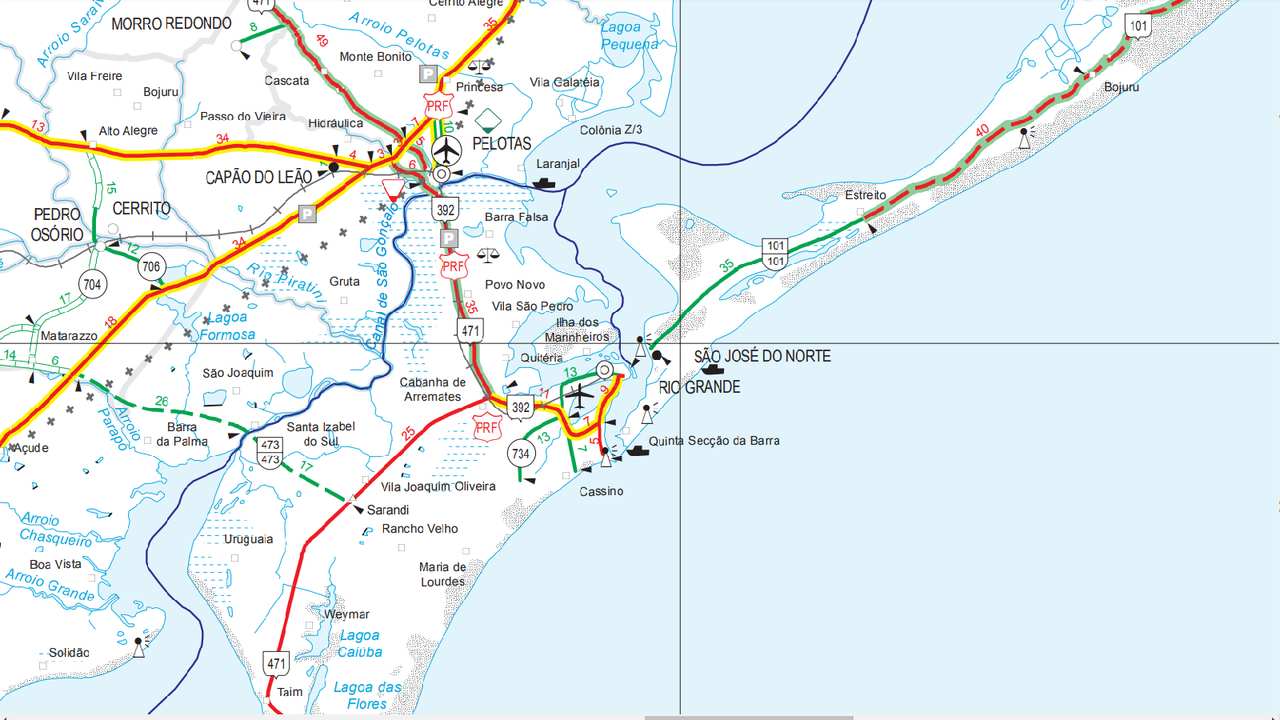 471
Cerrito Alegre
MORRO REDONDO
8
35
101
Arroio Pelotas
Lagoa
Pequena
49
Monte Bonito
P
Vila Freire
Cascata
Princesa
Vila Galatéia
Bojuru
Bojuru
PRF
Passo do Vieira
Hidráulica
7
13
Alto Alegre
34
10
Colônia Z/3
40
PELOTAS
4
3
5
6
Laranjal
CAPÃO DO LEÃO
15
Estreito
PEDRO
OSÓRIO
CERRITO
P
392
Barra Falsa
34
12
P
101
101
706
PRF
35
704
Rio Piratini
Gruta
Canal de São Gonçalo
Povo Novo
17
35
Vila São Pedro
Lagoa
Formosa
18
Ilha dos
Marinheiros
Matarazzo
471
14
6
Quitéria
SÃO JOSÉ DO NORTE
São Joaquim
13
Cabanha de
Arremates
11
9
RIO GRANDE
26
392
Arroio
Parapó
Barra
da Palma
Santa Izabel
do Sul
25
PRF
13
7
5
Quinta Secção da Barra
Açude
473
473
734
7
17
Vila Joaquim Oliveira
Cassino
Sarandi
Arroio
Chasqueiro
Rancho Velho
Uruguaia
Boa Vista
Maria de
Lourdes
Arroio Grande
Weymar
Lagoa
Caiuba
Solidão
471
Taim
Lagoa das
Flores